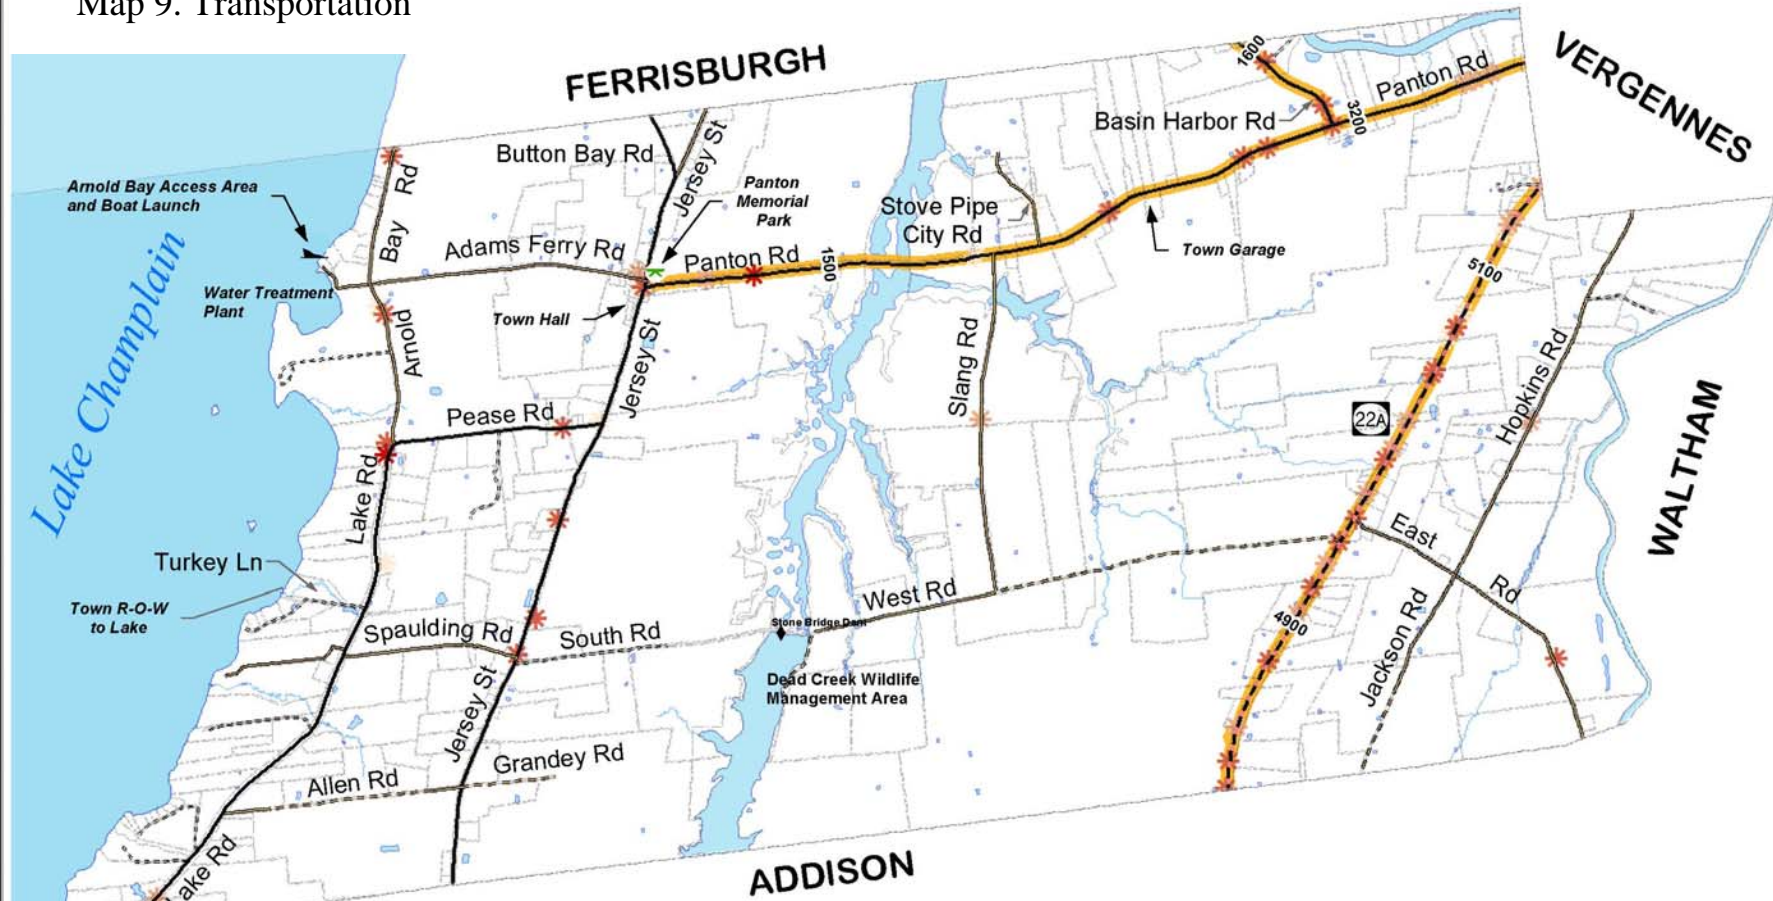 Map 9. Transportation
FERRISBURGH
VERGENNES
1600
Panton Rd
Basin Harbor Rd
3200
Button Bay Rd
Jersey St
Arnold Bay Access Area
and Boat Launch
Rd
Bay
Panton
Memorial
Park
Stove Pipe
City Rd
Adams Ferry Rd
Panton Rd
1500
Town Garage
5100
Water Treatment
Plant
Town Hall
Arnold
Jersey St
Slang Rd
Hopkins Rd
Lake Champlain
Pease Rd
22A
WALTHAM
Lake Rd
East
Rd
Turkey Ln
Town R-O-W
to Lake
West Rd
Spaulding Rd
South Rd
Stone Bridge Dam
4900
Jackson Rd
Dead Creek Wildlife
Management Area
Jersey St
Grandey Rd
Allen Rd
Lake Rd
ADDISON